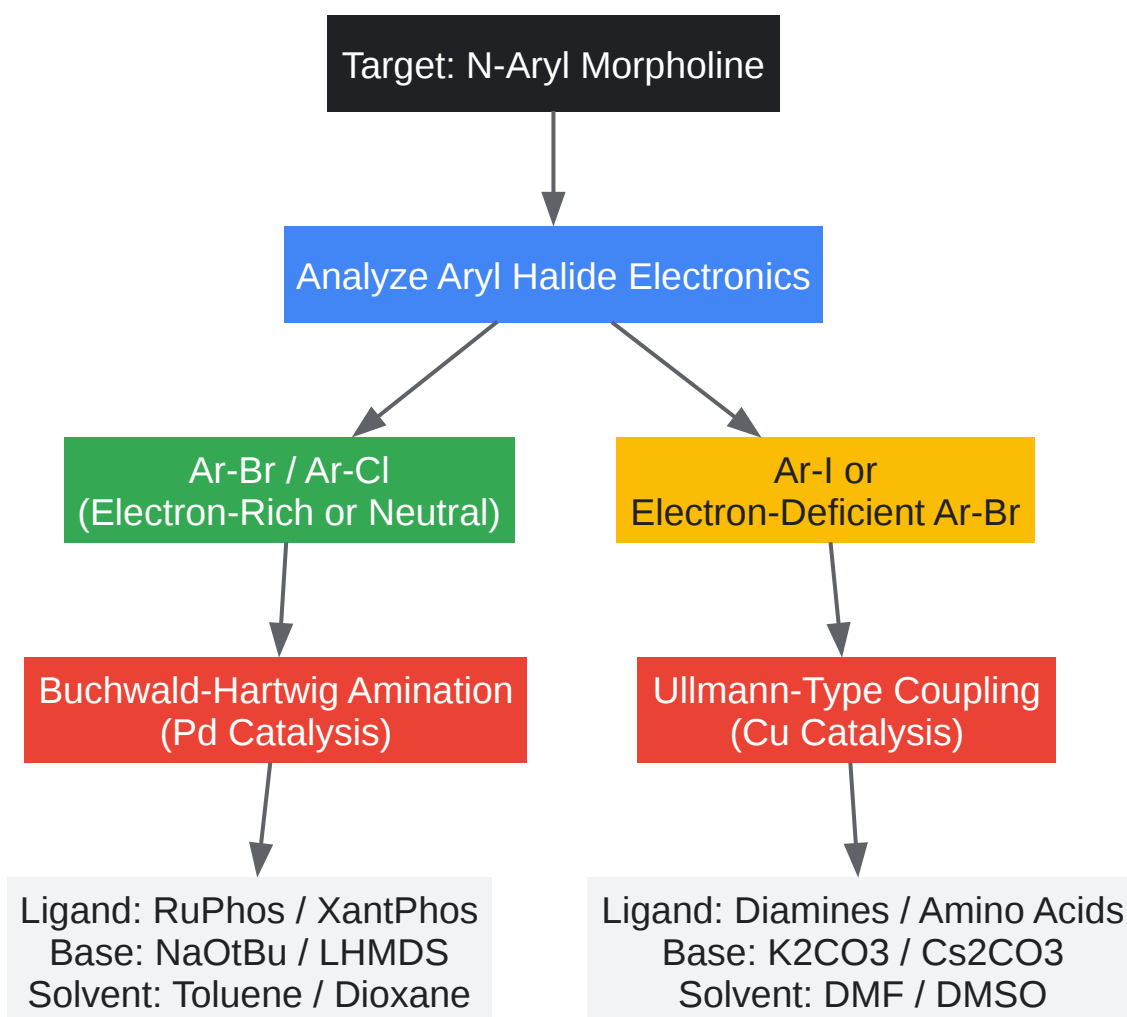 Target: N-Aryl Morpholine
Analyze Aryl Halide Electronics
Ar-Br / Ar-Cl
(Electron-Rich or Neutral)
Ar-I or
Electron-Deficient Ar-Br
Buchwald-Hartwig Amination
(Pd Catalysis)
Ullmann-Type Coupling
(Cu Catalysis)
Ligand: RuPhos / XantPhos
Base: NaOtBu / LHMDS
Solvent: Toluene / Dioxane
Ligand: Diamines / Amino Acids
Base: K2CO3 / Cs2CO3
Solvent: DMF / DMSO